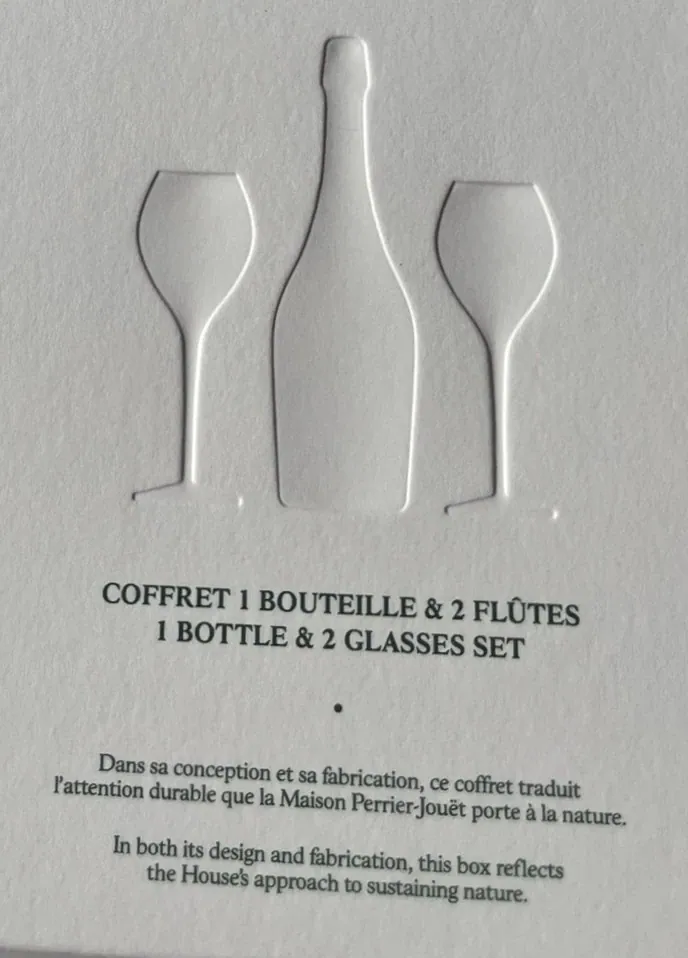 COFFRET 1 BOUTEILLE & 2 FLÛTES
1 BOTTLE & 2 GLASSES SET
•
Dans sa conception et sa fabrication, ce coffret traduit
l'attention durable que la Maison Perrier-Jouët porte à la nature.
In both its design and fabrication, this box reflects
the House's approach to sustaining nature.